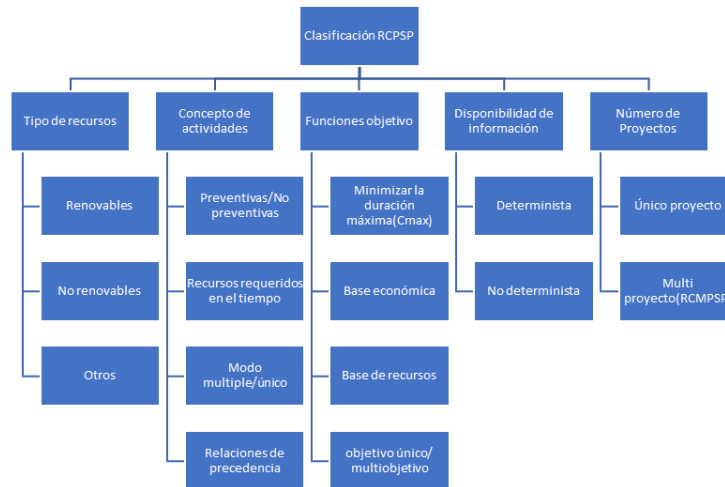 Clasificación RCPSP
Tipo de recursos
Concepto de
actividades
Funciones objetivo
Disponibilidad de
información
Número de
Proyectos
Renovables
No renovables
Otros
Preventivas/No
preventivas
Recursos requeridos
en el tiempo
Modo
multiple/único
Relaciones de
precedencia
Minimizar la
duración
máxima(Cmax)
Base económica
Base de recursos
objetivo único/
multiobjetivo
Determinista
No determinista
Único proyecto
Multi
proyecto(RCMPSP)